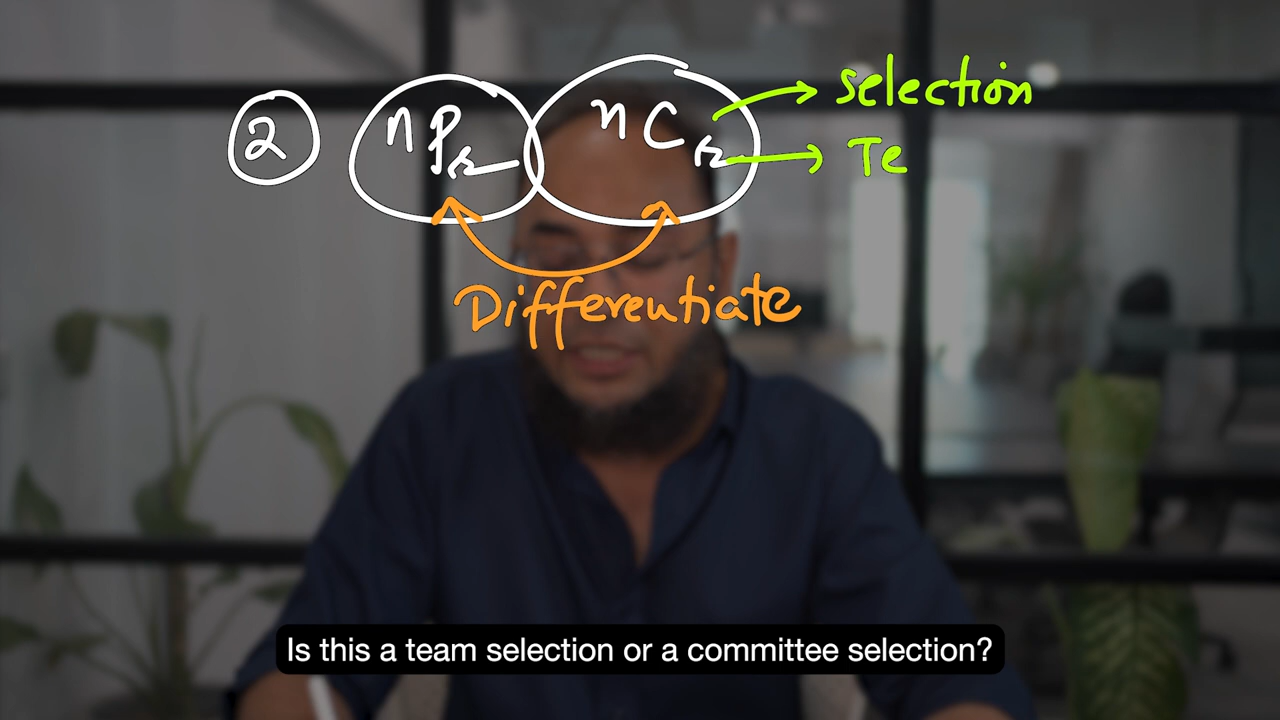 ② nPr nCr → Selection
→ Te
Differentiate
Is this a team selection or a committee selection?